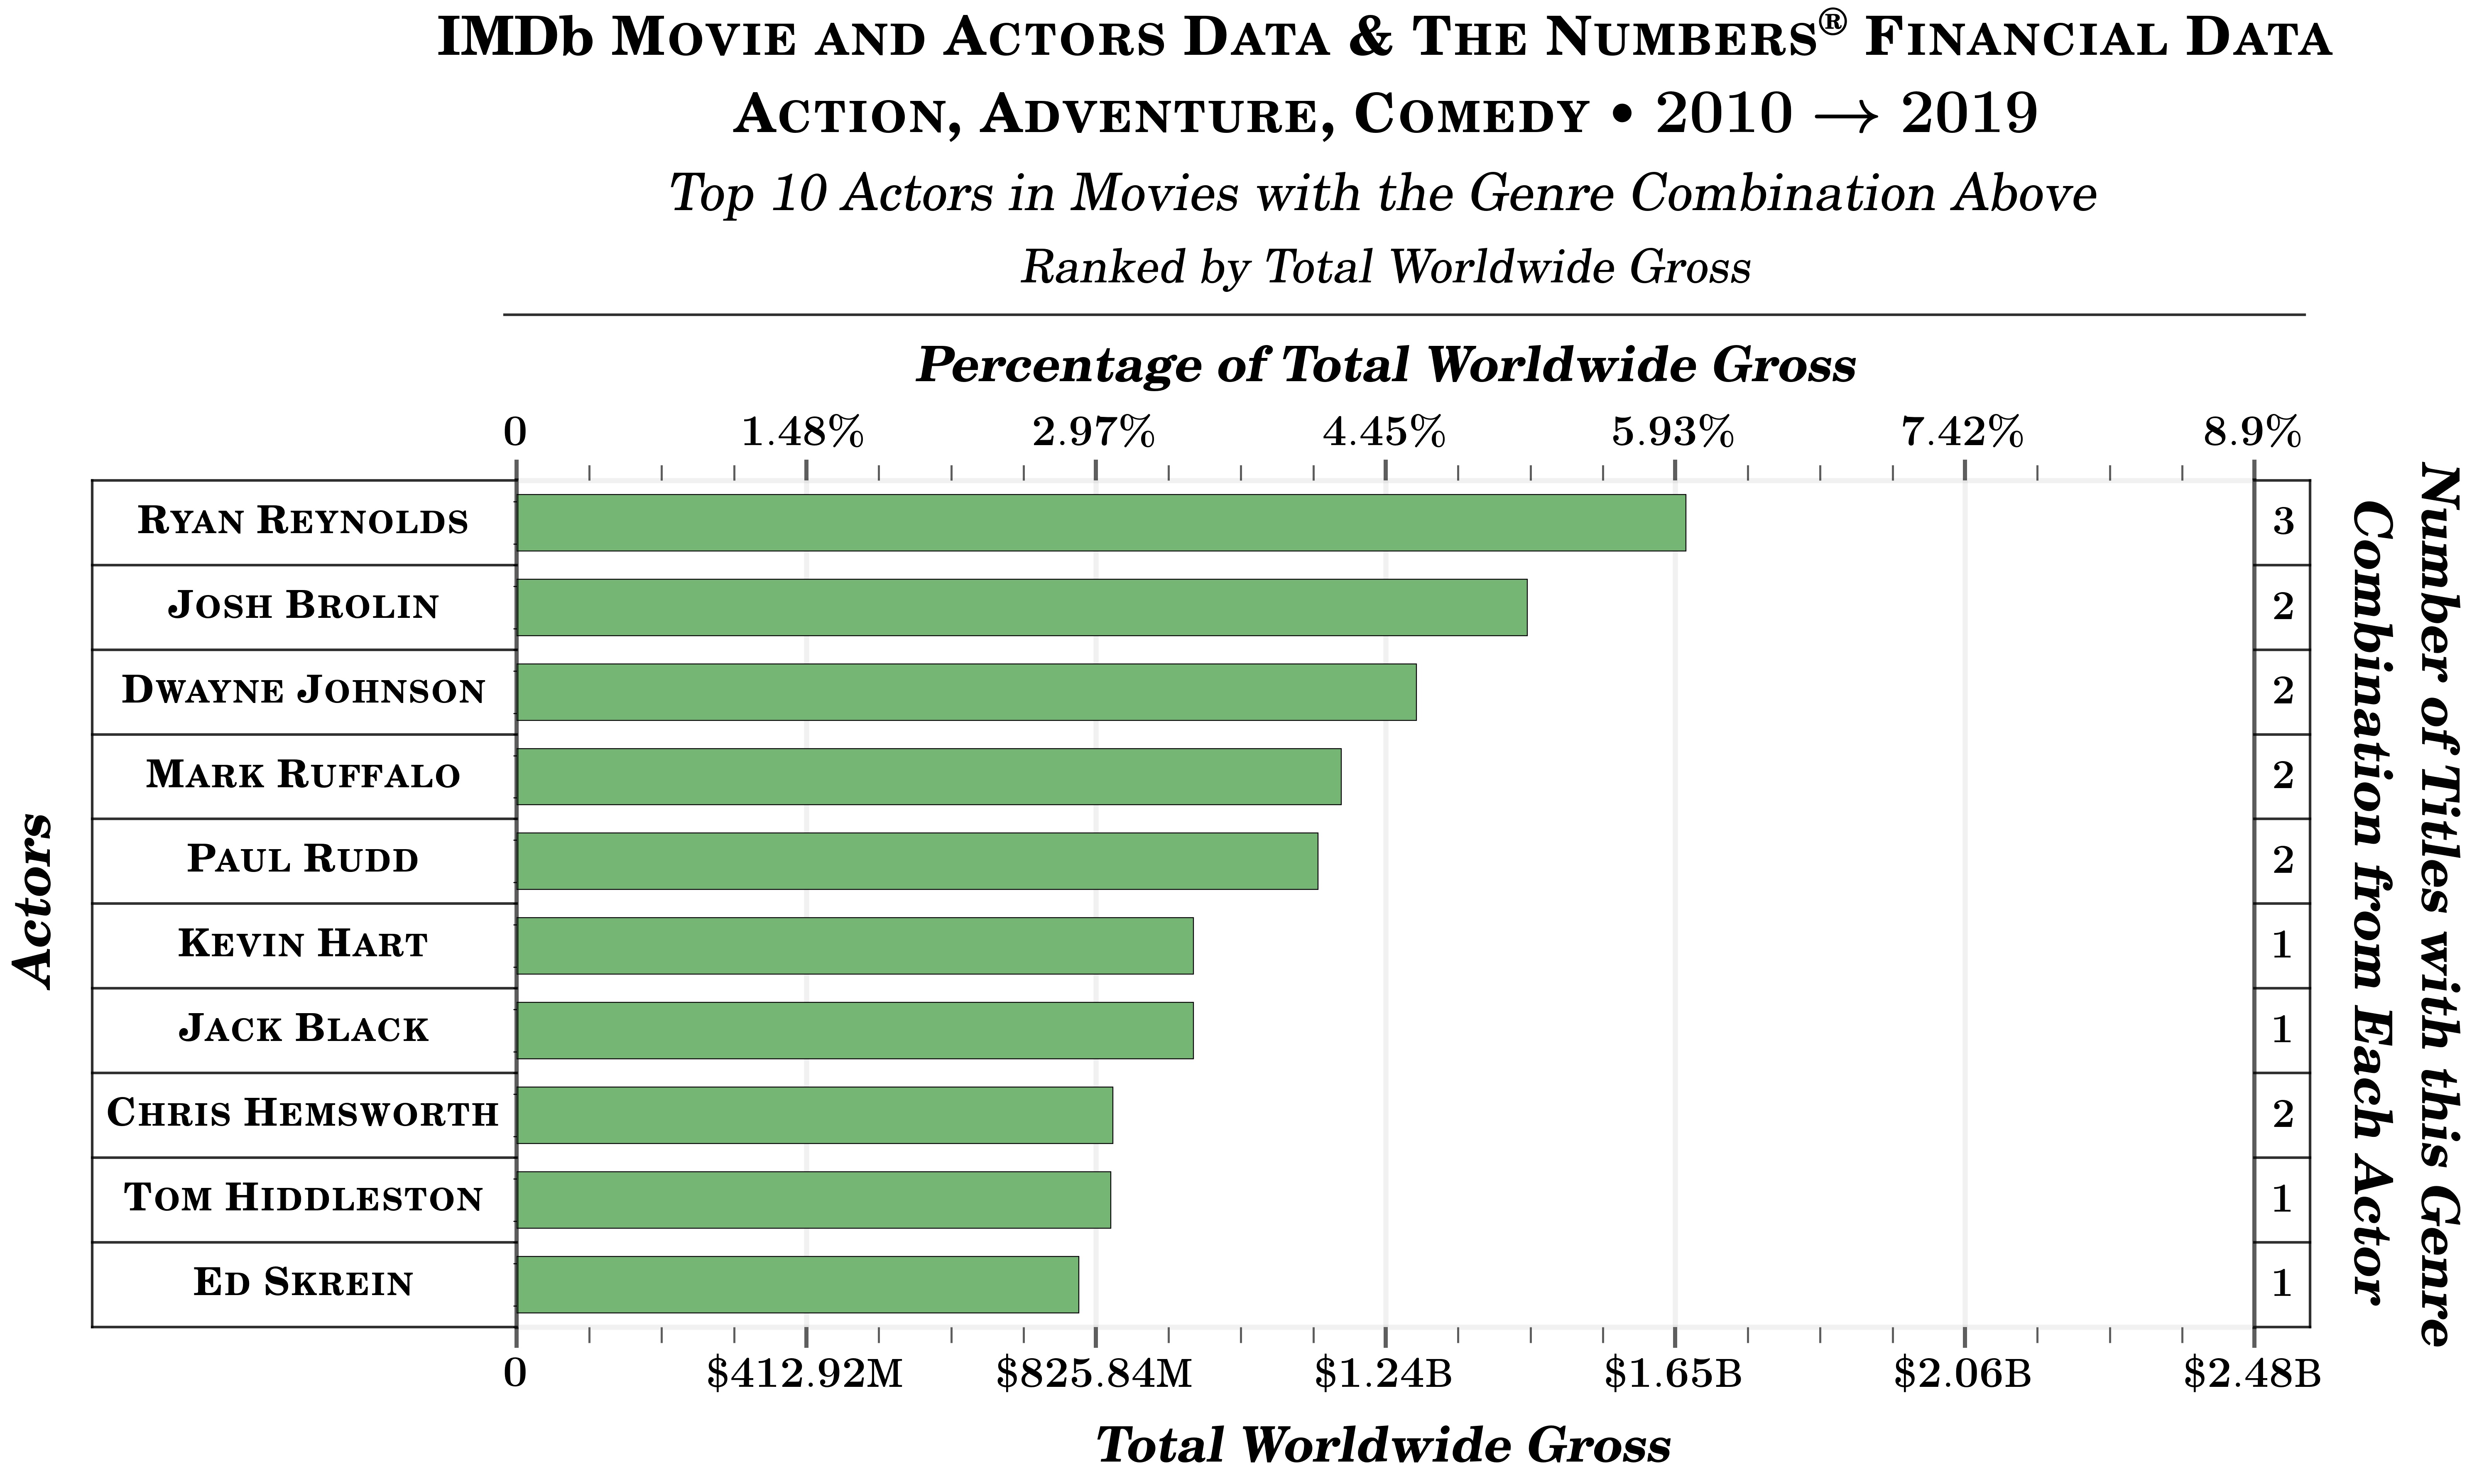 IMDb Movie and Actors Data & The Numbers® Financial Data
Action, Adventure, Comedy • 2010 → 2019
Top 10 Actors in Movies with the Genre Combination Above
Ranked by Total Worldwide Gross
Percentage of Total Worldwide Gross
0 1.48% 2.97% 4.45% 5.93% 7.42% 8.9%
Ryan Reynolds 3
Josh Brolin 2
Dwayne Johnson 2
Mark Ruffalo 2
Paul Rudd 2
Kevin Hart 1
Jack Black 1
Chris Hemsworth 2
Tom Hiddleston 1
Ed Skrein 1
Actors
Number of Titles with this Genre
Combination from Each Actor
0 $412.92M $825.84M $1.24B $1.65B $2.06B $2.48B
Total Worldwide Gross